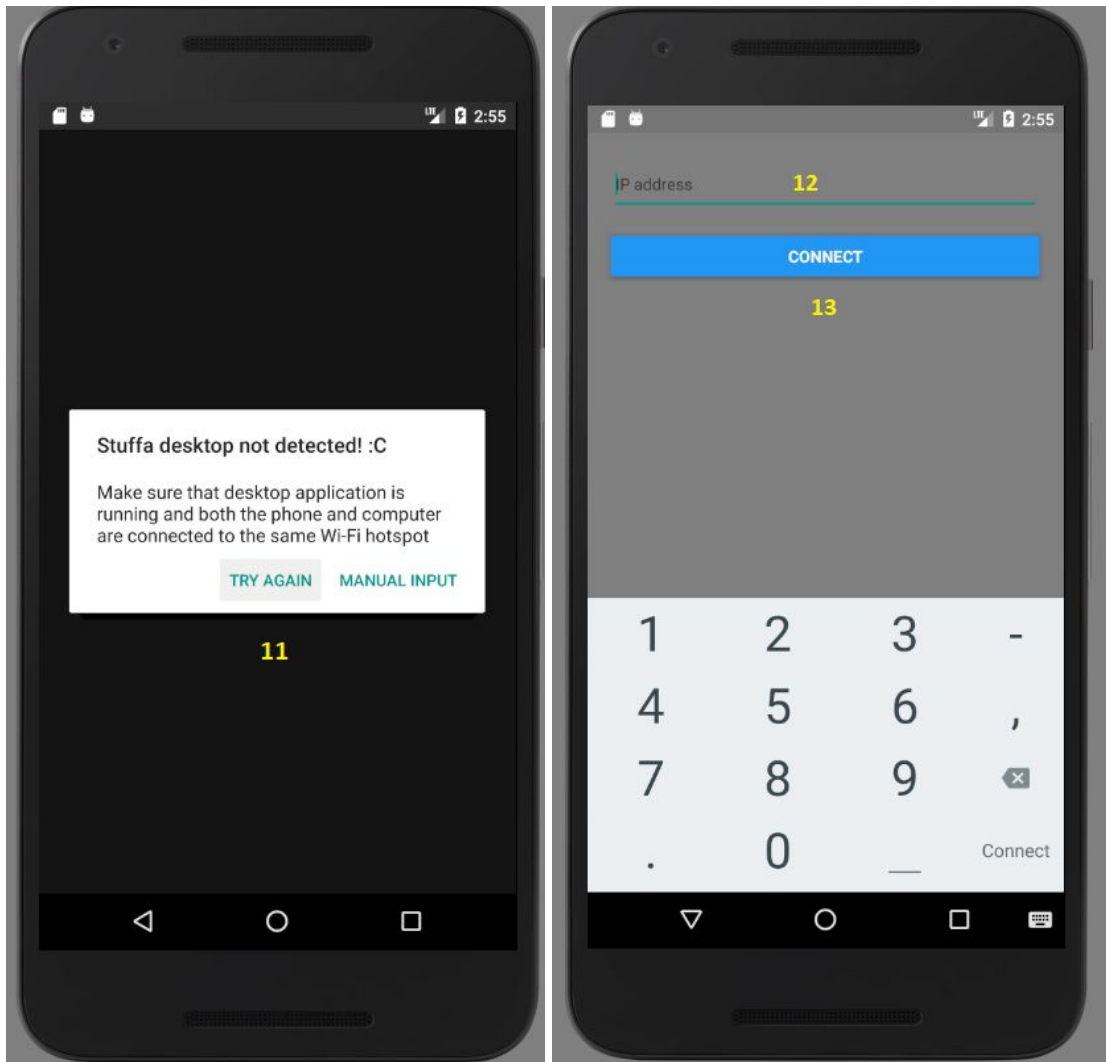 LTE 2:55
Stuffa desktop not detected! :C
Make sure that desktop application is
running and both the phone and computer
are connected to the same Wi-Fi hotspot
TRY AGAIN MANUAL INPUT
11
LTE 2:55
IP address 12
CONNECT
13
1 2 3 -
4 5 6 ,
7 8 9
. 0 _ Connect